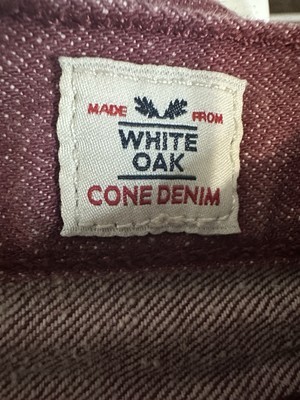 MADE FROM
WHITE
OAK
CONE DENIM